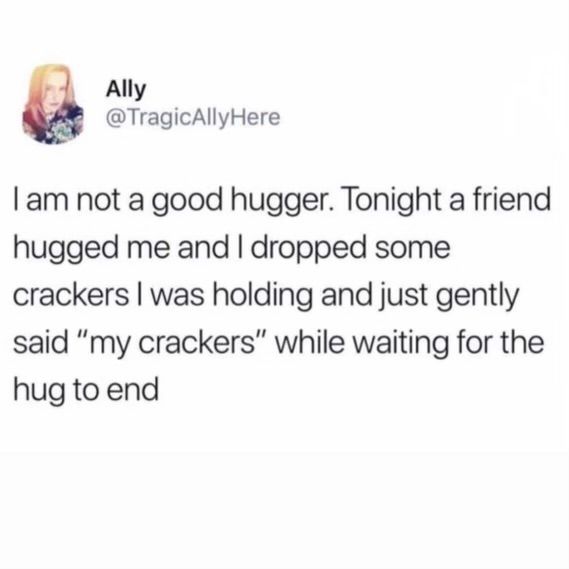 Ally
@TragicAllyHere
I am not a good hugger. Tonight a friend
hugged me and I dropped some
crackers I was holding and just gently
said "my crackers" while waiting for the
hug to end